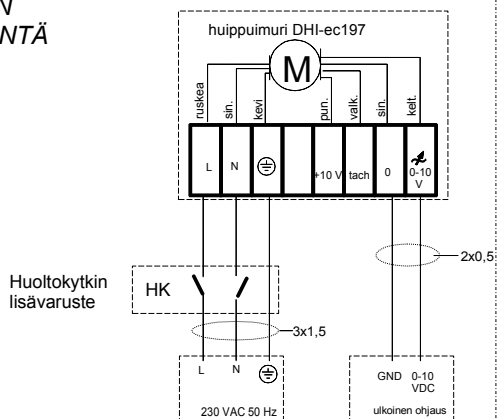 N
NTÄ
huippuimuri DHI-ec197
M
ruskea
sin.
kevi
pun.
valk.
sin.
kelt.
L
N
+10 V
tach
0
0-10
V
2x0,5
Huoltokytkin
lisävaruste
HK
3x1,5
L
N
GND
0-10
VDC
230 VAC 50 Hz
ulkoinen ohjaus